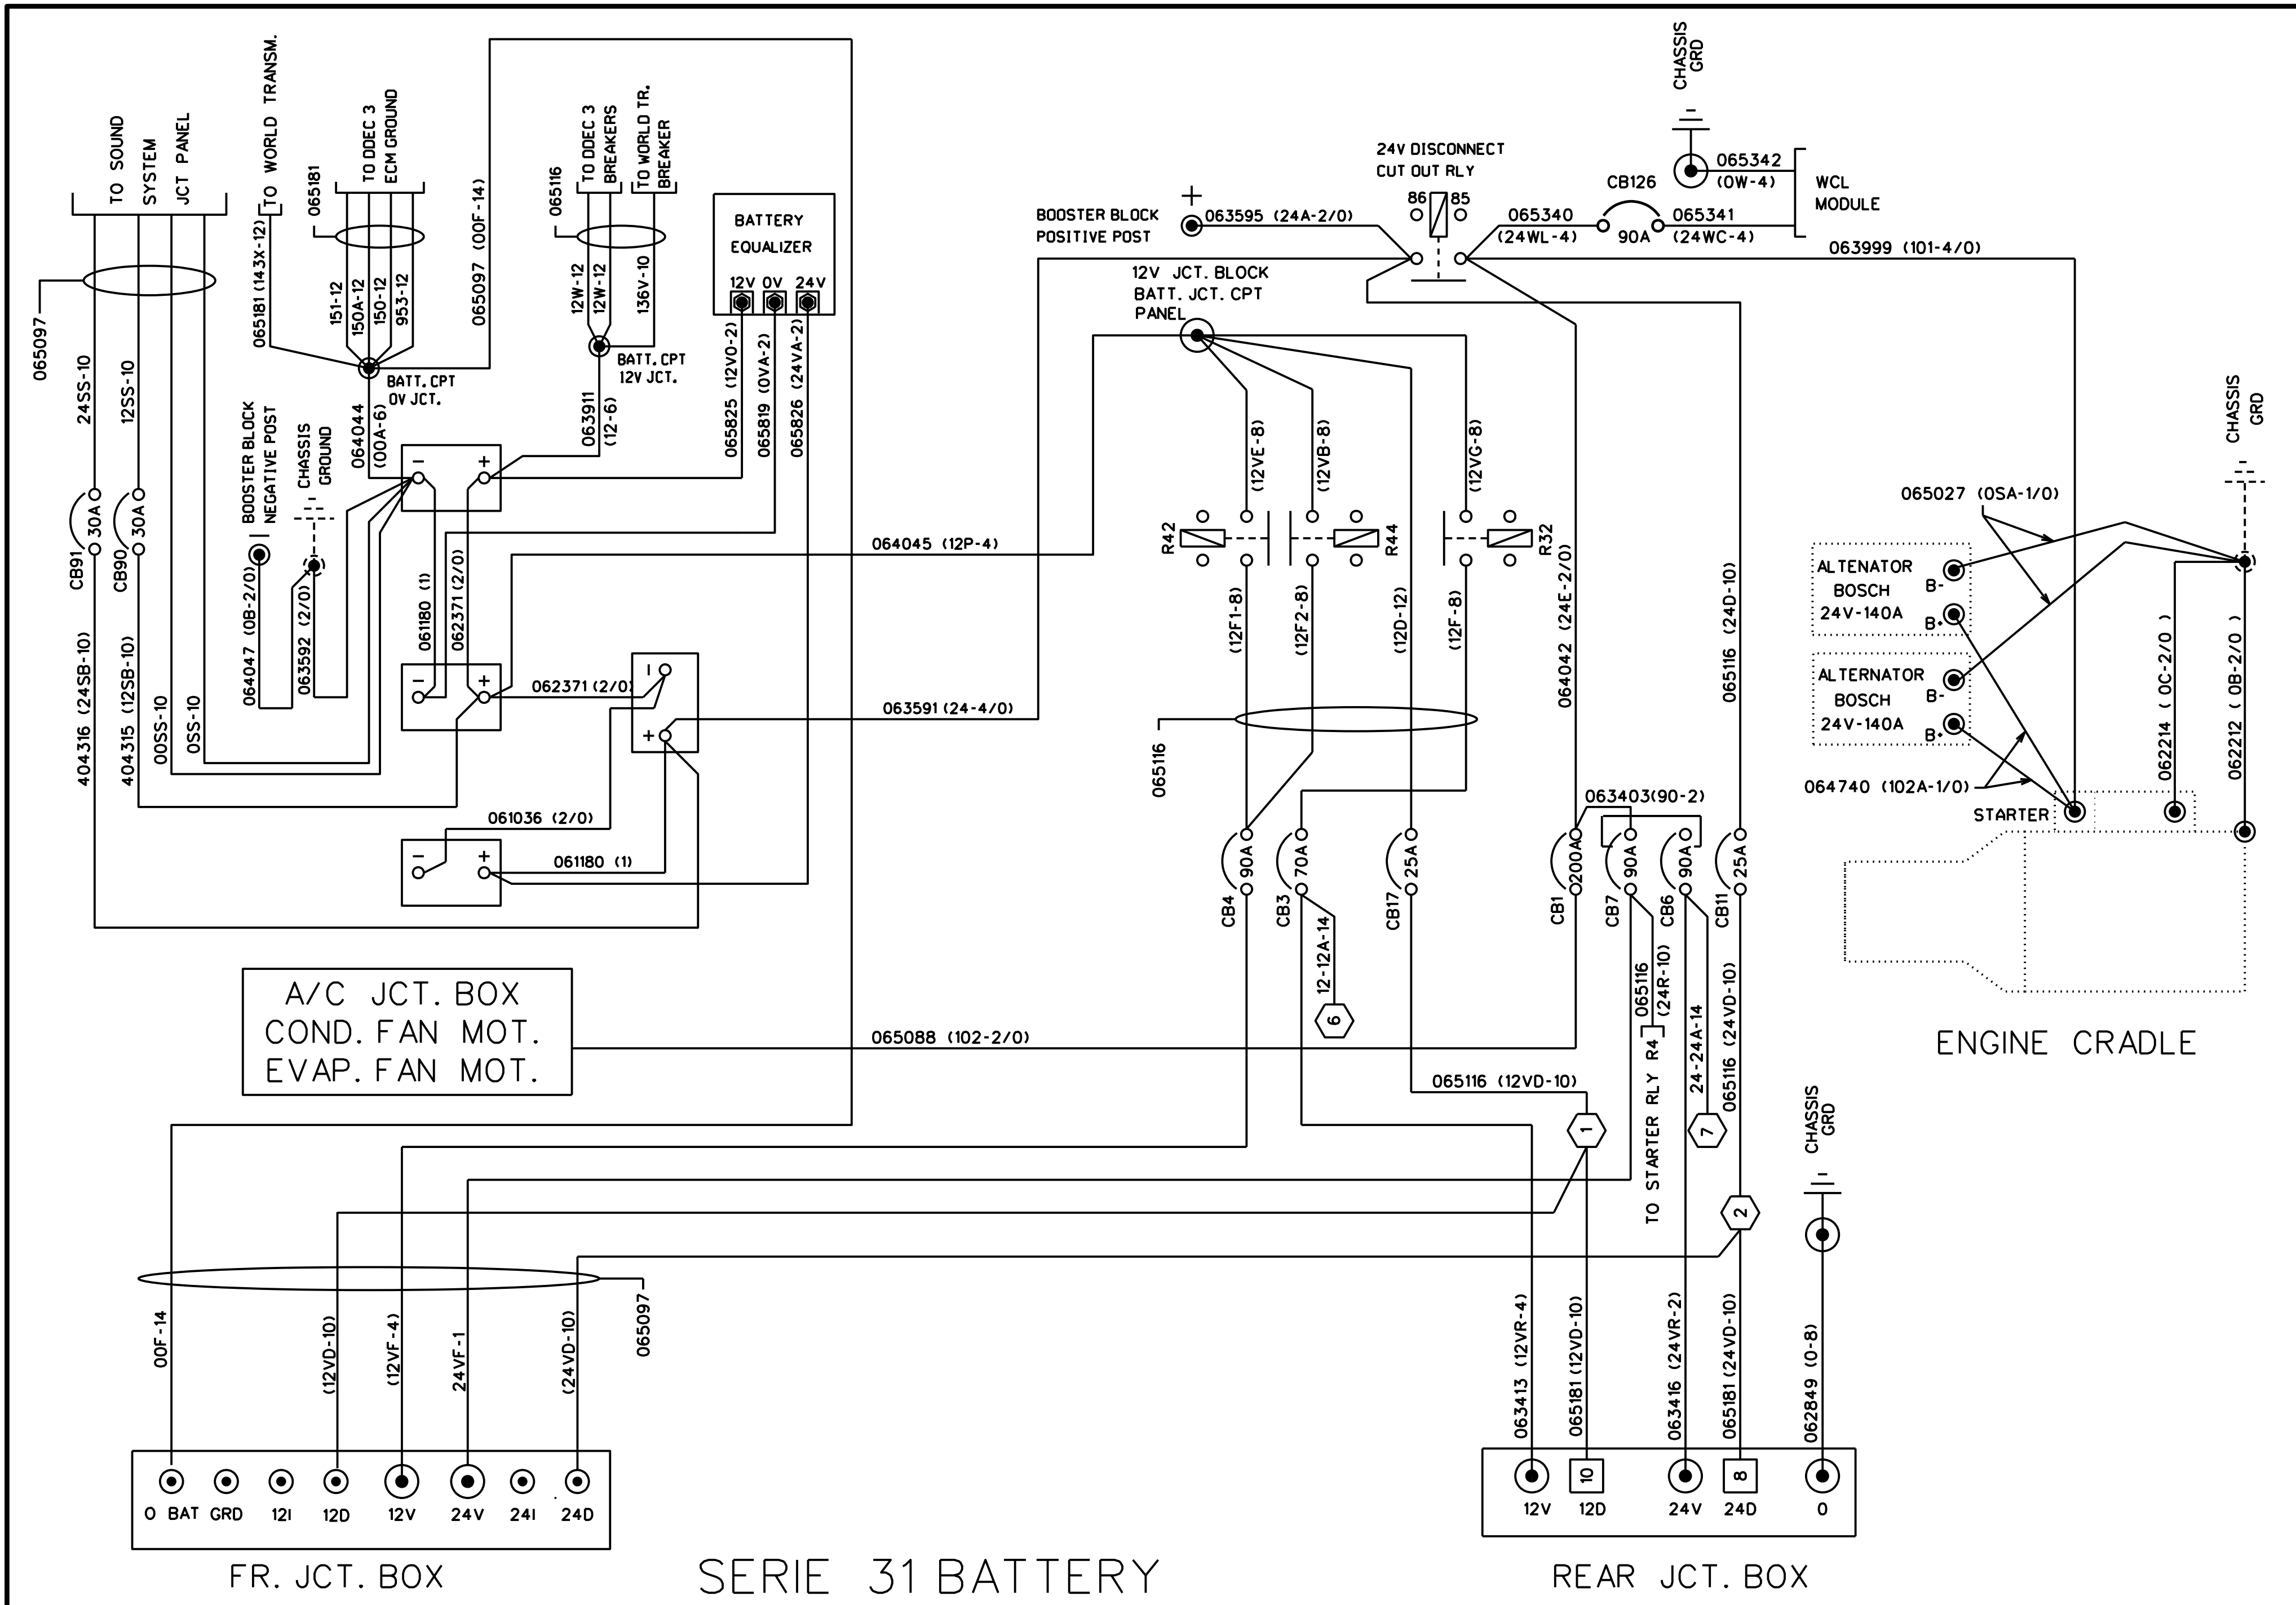 TO SOUND
SYSTEM
JCT PANEL
TO WORLD TRANSM.
065181
TO DDEC 3
ECM GROUND
065097 (00F-14)
065116
TO DDEC 3
BREAKERS
TO WORLD TR.
BREAKER
BATTERY
EQUALIZER
12V 0V 24V
065097
24SS-10
12SS-10
065181 (143X-12)
151-12
150A-12
150-12
953-12
12W-12
12W-12
136V-10
BATT. CPT
0V JCT.
BATT. CPT
12V JCT.
065825 (12VO-2)
065819 (0VA-2)
065826 (24VA-2)
BOOSTER BLOCK
NEGATIVE POST
CHASSIS
GROUND
064044
(00A-6)
063911
(12-6)
CB91
30A
CB90
30A
404316 (24SB-10)
404315 (12SB-10)
00SS-10
0SS-10
064047 (0B-2/0)
063592 (2/0)
- +
061180 (1)
062371 (2/0)
064045 (12P-4)
- +
062371 (2/0)
-
+
063591 (24-4/0)
061036 (2/0)
- +
061180 (1)
A/C JCT. BOX
COND. FAN MOT.
EVAP. FAN MOT.
065088 (102-2/0)
CHASSIS
GRD
24V DISCONNECT
CUT OUT RLY
86 85
+
BOOSTER BLOCK
POSITIVE POST
063595 (24A-2/0)
065340
(24WL-4)
CB126
90A
065342
(0W-4)
065341
(24WC-4)
WCL
MODULE
063999 (101-4/0)
12V JCT. BLOCK
BATT. JCT. CPT
PANEL
(12VE-8)
(12VB-8)
(12VG-8)
R42
R44
R32
(12F1-8)
(12F2-8)
(12D-12)
(12F-8)
064042 (24E-2/0)
065116 (24D-10)
065116
063403(90-2)
CB4
90A
CB3
70A
CB17
25A
CB1
200A
CB7
90A
CB6
90A
CB11
25A
12-12A-14
6
065116
(24R-10)
TO STARTER RLY R4
24-24A-14
7
065116 (24VD-10)
065116 (12VD-10)
1
2
CHASSIS
GRD
065027 (0SA-1/0)
ALTENATOR
BOSCH
24V-140A
B-
B+
ALTERNATOR
BOSCH
24V-140A
B-
B+
064740 (102A-1/0)
STARTER
CHASSIS
GRD
062214 ( 0C-2/0 )
062212 ( 0B-2/0 )
ENGINE CRADLE
00F-14
(12VD-10)
(12VF-4)
24VF-1
(24VD-10)
065097
063413 (12VR-4)
065181 (12VD-10)
063416 (24VR-2)
065181 (24VD-10)
062849 (0-8)
O BAT GRD 12I 12D 12V 24V 24I 24D
10
8
12V 12D 24V 24D 0
FR. JCT. BOX
SERIE 31 BATTERY
REAR JCT. BOX